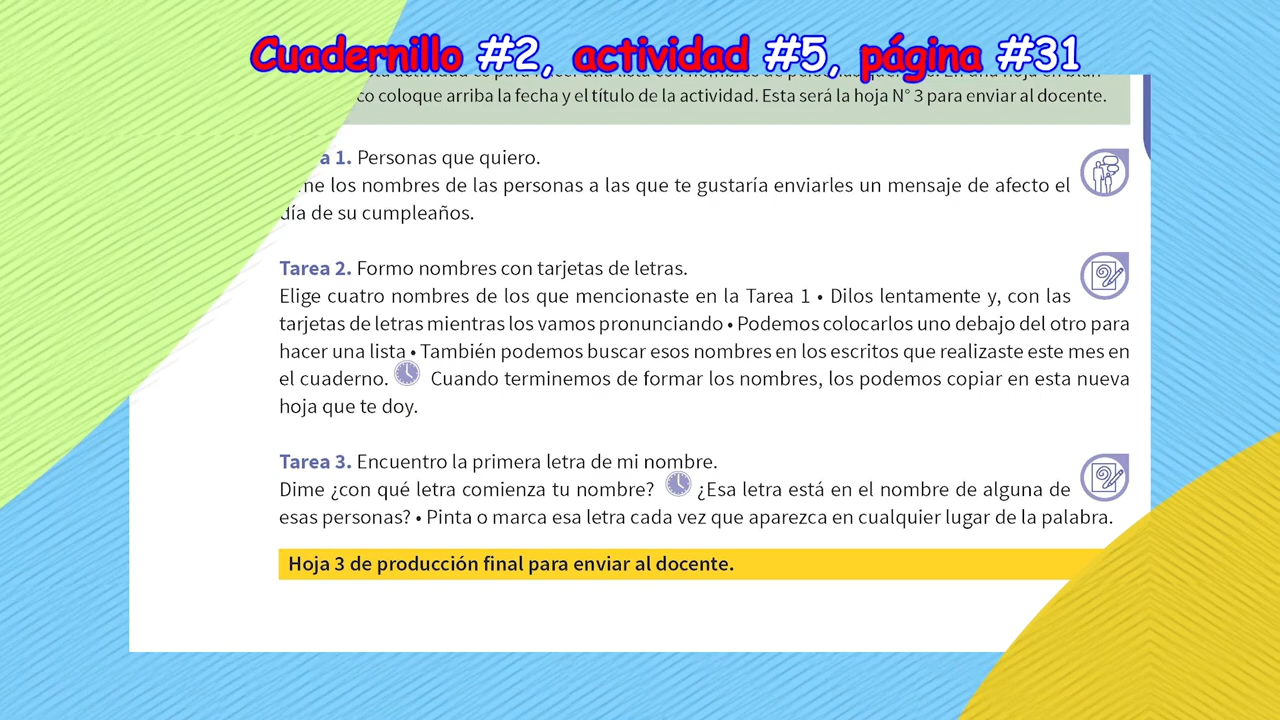 Cuadernillo #2, actividad #5, página #31
co coloque arriba la fecha y el título de la actividad. Esta será la hoja N° 3 para enviar al docente.
1. Personas que quiero.
los nombres de las personas a las que te gustaría enviarles un mensaje de afecto el
día de su cumpleaños.
Tarea 2. Formo nombres con tarjetas de letras.
Elige cuatro nombres de los que mencionaste en la Tarea 1 • Dilos lentamente y, con las
tarjetas de letras mientras los vamos pronunciando • Podemos colocarlos uno debajo del otro para
hacer una lista • También podemos buscar esos nombres en los escritos que realizaste este mes en
el cuaderno. Cuando terminemos de formar los nombres, los podemos copiar en esta nueva
hoja que te doy.
Tarea 3. Encuentro la primera letra de mi nombre.
Dime ¿con qué letra comienza tu nombre? ¿Esa letra está en el nombre de alguna de
esas personas? • Pinta o marca esa letra cada vez que aparezca en cualquier lugar de la palabra.
Hoja 3 de producción final para enviar al docente.